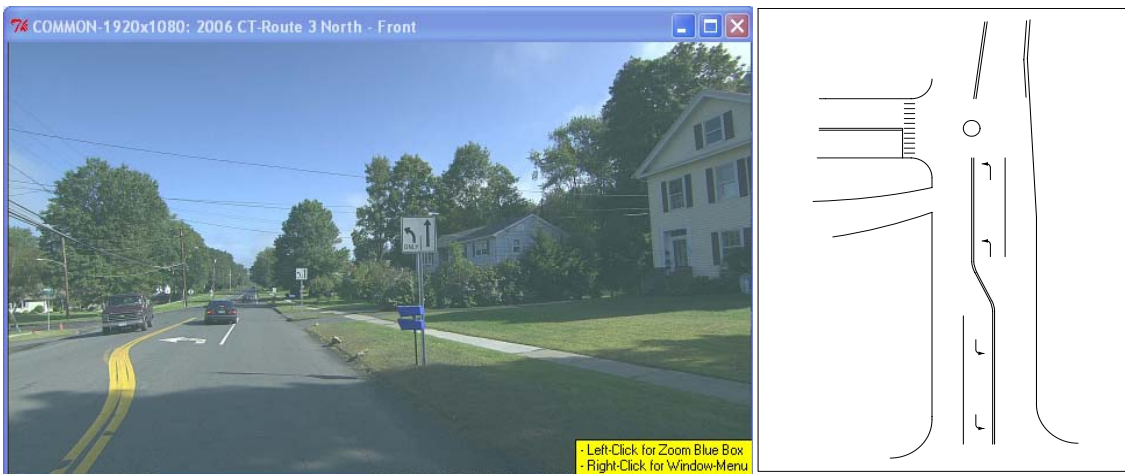 COMMON-1920x1080: 2006 CT-Route 3 North - Front
ONLY
- Left-Click for Zoom Blue Box
- Right-Click for Window-Menu